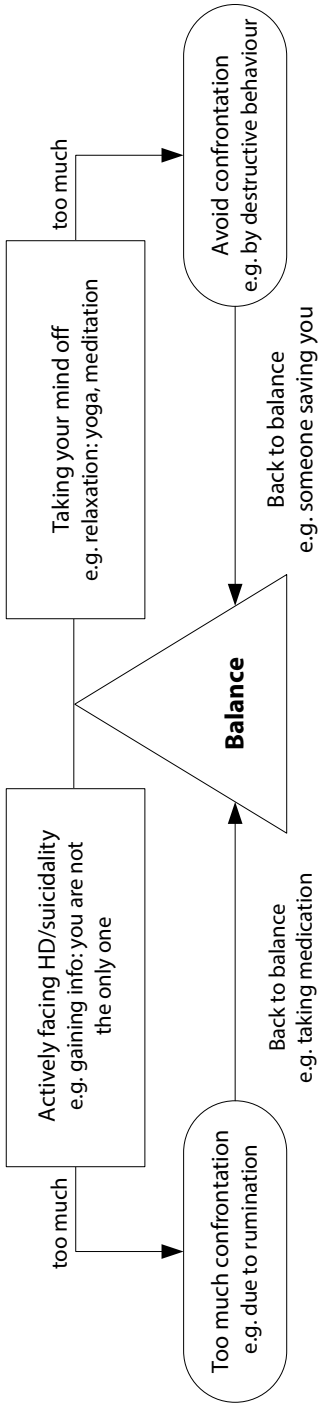 Actively facing HD/suicidality
e.g. gaining info: you are not
the only one
Taking your mind off
e.g. relaxation: yoga, meditation
too much
too much
Too much confrontation
e.g. due to rumination
Back to balance
e.g. taking medication
Balance
Back to balance
e.g. someone saving you
Avoid confrontation
e.g. by destructive behaviour